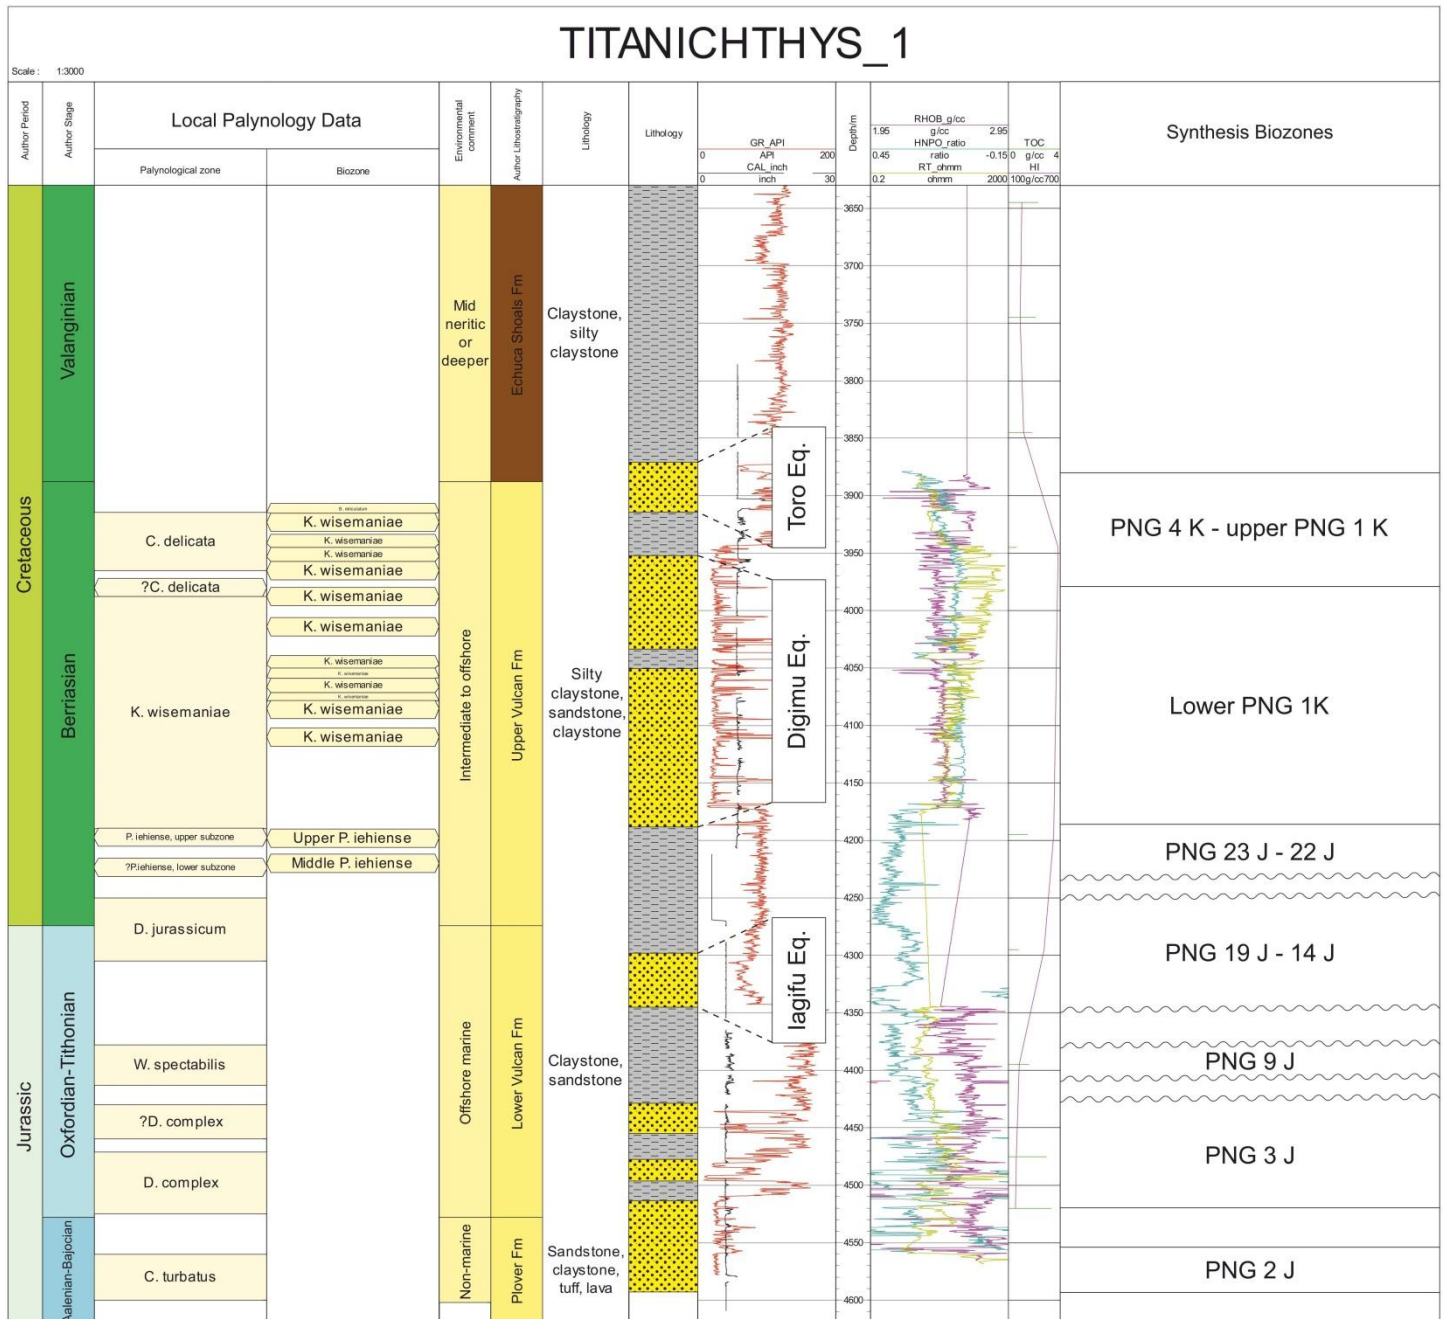 TITANICHTHYS_1
Scale : 1:3000
Author Period
Author Stage
Local Palynology Data
Palynological zone
Biozone
Environmental
comment
Author Lithostratigraphy
Lithology
Lithology
GR_API
0 API 200
CAL_inch
0 inch 30
Depth/m
RHOB_g/cc
1.95 g/cc 2.95
HNPO_ratio
0.45 ratio -0.15
RT_ohmm
0.2 ohmm 2000
TOC
0 g/cc 4
HI
100g/cc700
Synthesis Biozones
Cretaceous
Jurassic
Valanginian
Berriasian
Oxfordian-Tithonian
Aalenian-Bajocian
C. delicata
?C. delicata
K. wisemaniae
P. iehiense, upper subzone
?P.iehiense, lower subzone
D. jurassicum
W. spectabilis
?D. complex
D. complex
C. turbatus
K. wisemaniae
K. wisemaniae
K. wisemaniae
K. wisemaniae
K. wisemaniae
K. wisemaniae
K. wisemaniae
K. wisemaniae
K. wisemaniae
K. wisemaniae
K. wisemaniae
K. wisemaniae
Upper P. iehiense
Middle P. iehiense
Mid
neritic
or
deeper
Intermediate to offshore
Offshore marine
Non-marine
Echuca Shoals Fm
Upper Vulcan Fm
Lower Vulcan Fm
Plover Fm
Claystone,
silty
claystone
Silty
claystone,
sandstone,
claystone
Claystone,
sandstone
Sandstone,
claystone,
tuff, lava
Toro Eq.
Digimu Eq.
Iagifu Eq.
3650
3700
3750
3800
3850
3900
3950
4000
4050
4100
4150
4200
4250
4300
4350
4400
4450
4500
4550
4600
PNG 4 K - upper PNG 1 K
Lower PNG 1K
PNG 23 J - 22 J
PNG 19 J - 14 J
PNG 9 J
PNG 3 J
PNG 2 J